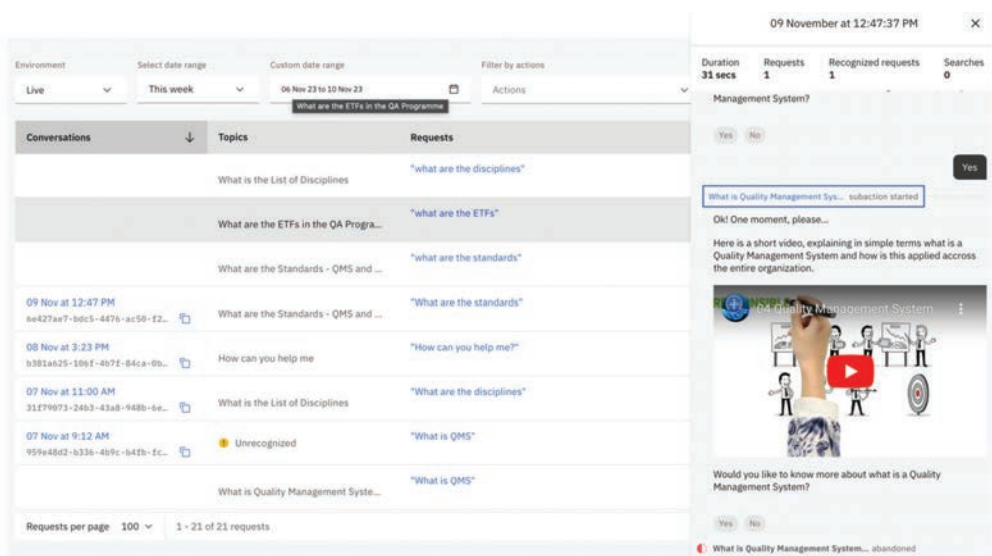 Environment
Select date range
Custom date range
Filter by actions
Live
This week
06 Nov 23 to 10 Nov 23
Actions
What are the ETFs in the QA Programme
Conversations
Topics
Requests
What is the List of Disciplines
"what are the disciplines"
What are the ETFs in the QA Progra...
"what are the ETFs"
What are the Standards - QMS and ...
"what are the standards"
09 Nov at 12:47 PM
6e427ae7-bdc5-4476-ac50-f2…
What are the Standards - QMS and ...
"What are the standards"
08 Nov at 3:23 PM
b381a625-106f-4b7f-84ca-0b…
How can you help me
"How can you help me?"
07 Nov at 11:00 AM
31f79073-24b3-43a8-948b-6e…
What is the List of Disciplines
"What are the disciplines"
07 Nov at 9:12 AM
959e48d2-b336-4b9c-b4fb-fc…
Unrecognized
"What is QMS"
What is Quality Management Syste...
"What is QMS"
Requests per page 100
1 - 21 of 21 requests
09 November at 12:47:37 PM
Duration
31 secs
Requests
1
Recognized requests
1
Searches
0
Management System?
Yes No
Yes
What is Quality Management Sys... subaction started
Ok! One moment, please...
Here is a short video, explaining in simple terms what is a
Quality Management System and how is this applied accross
the entire organization.
04 Quality Management System
Would you like to know more about what is a Quality
Management System?
Yes No
What is Quality Management System... abandoned